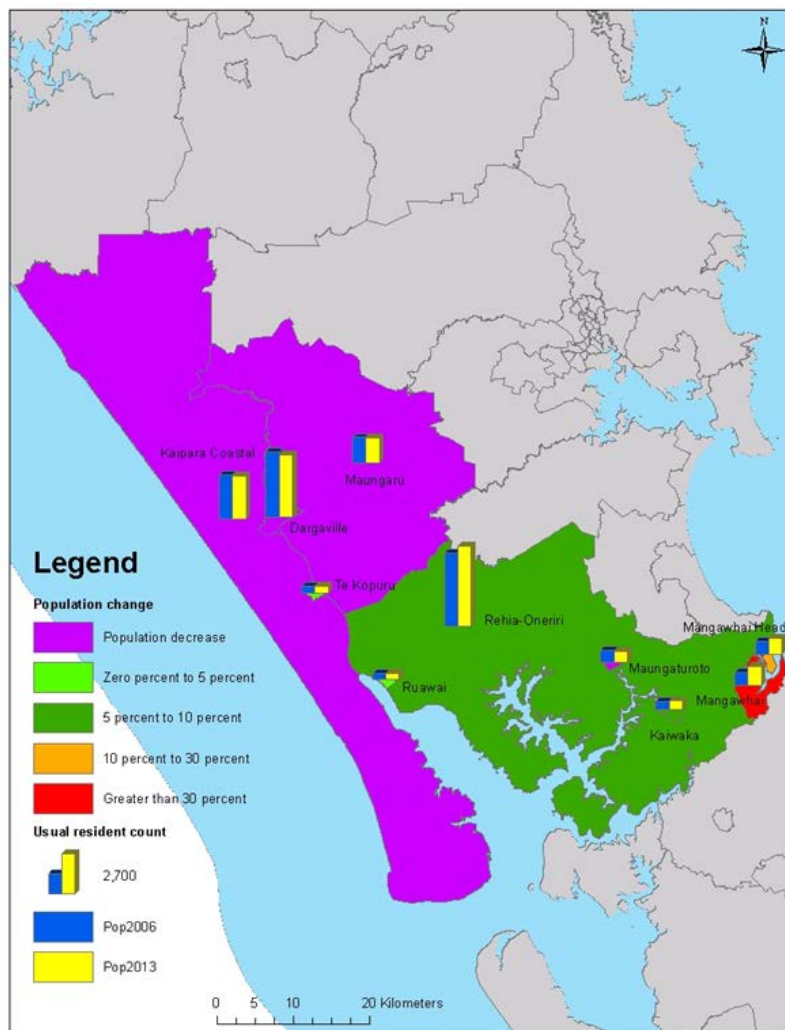 N
Kaipara Coastal
Maungaru
Dargaville
Te Kopuru
Rehia-Oneriri
Mangawhai Head
Maungaturoto
Ruawai
Mangawhai
Kaiwaka
Legend
Population change
Population decrease
Zero percent to 5 percent
5 percent to 10 percent
10 percent to 30 percent
Greater than 30 percent
Usual resident count
2,700
Pop2006
Pop2013
0 5 10 20 Kilometers